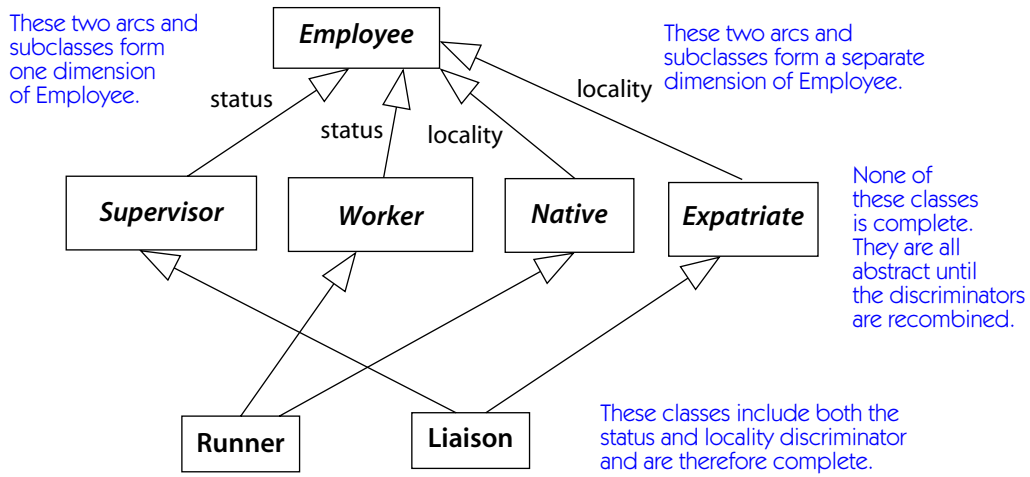 These two arcs and
subclasses form
one dimension
of Employee.
Employee
These two arcs and
subclasses form a separate
dimension of Employee.
status
status
locality
locality
Supervisor
Worker
Native
Expatriate
None of
these classes
is complete.
They are all
abstract until
the discriminators
are recombined.
Runner
Liaison
These classes include both the
status and locality discriminator
and are therefore complete.